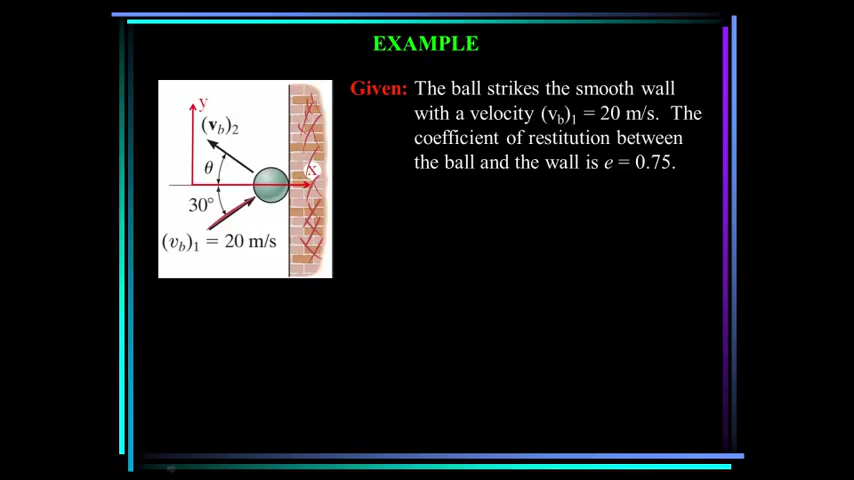 EXAMPLE
Given: The ball strikes the smooth wall
with a velocity (vb)1 = 20 m/s. The
coefficient of restitution between
the ball and the wall is e = 0.75.
y
(vb)2
θ
x
30°
(vb)1 = 20 m/s